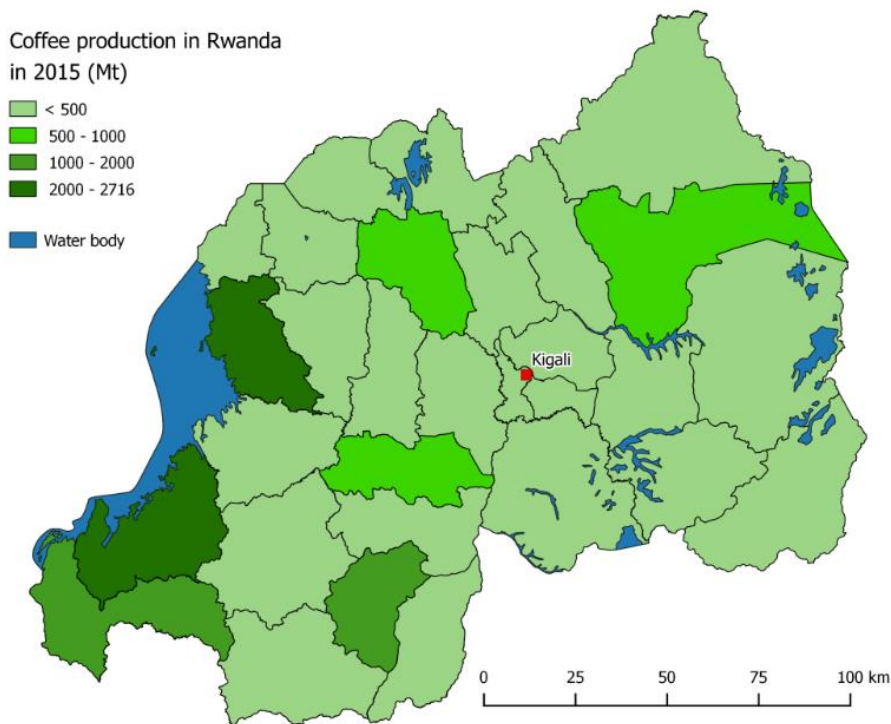 Coffee production in Rwanda
in 2015 (Mt)
< 500
500 - 1000
1000 - 2000
2000 - 2716
Water body
Kigali
0 25 50 75 100 km